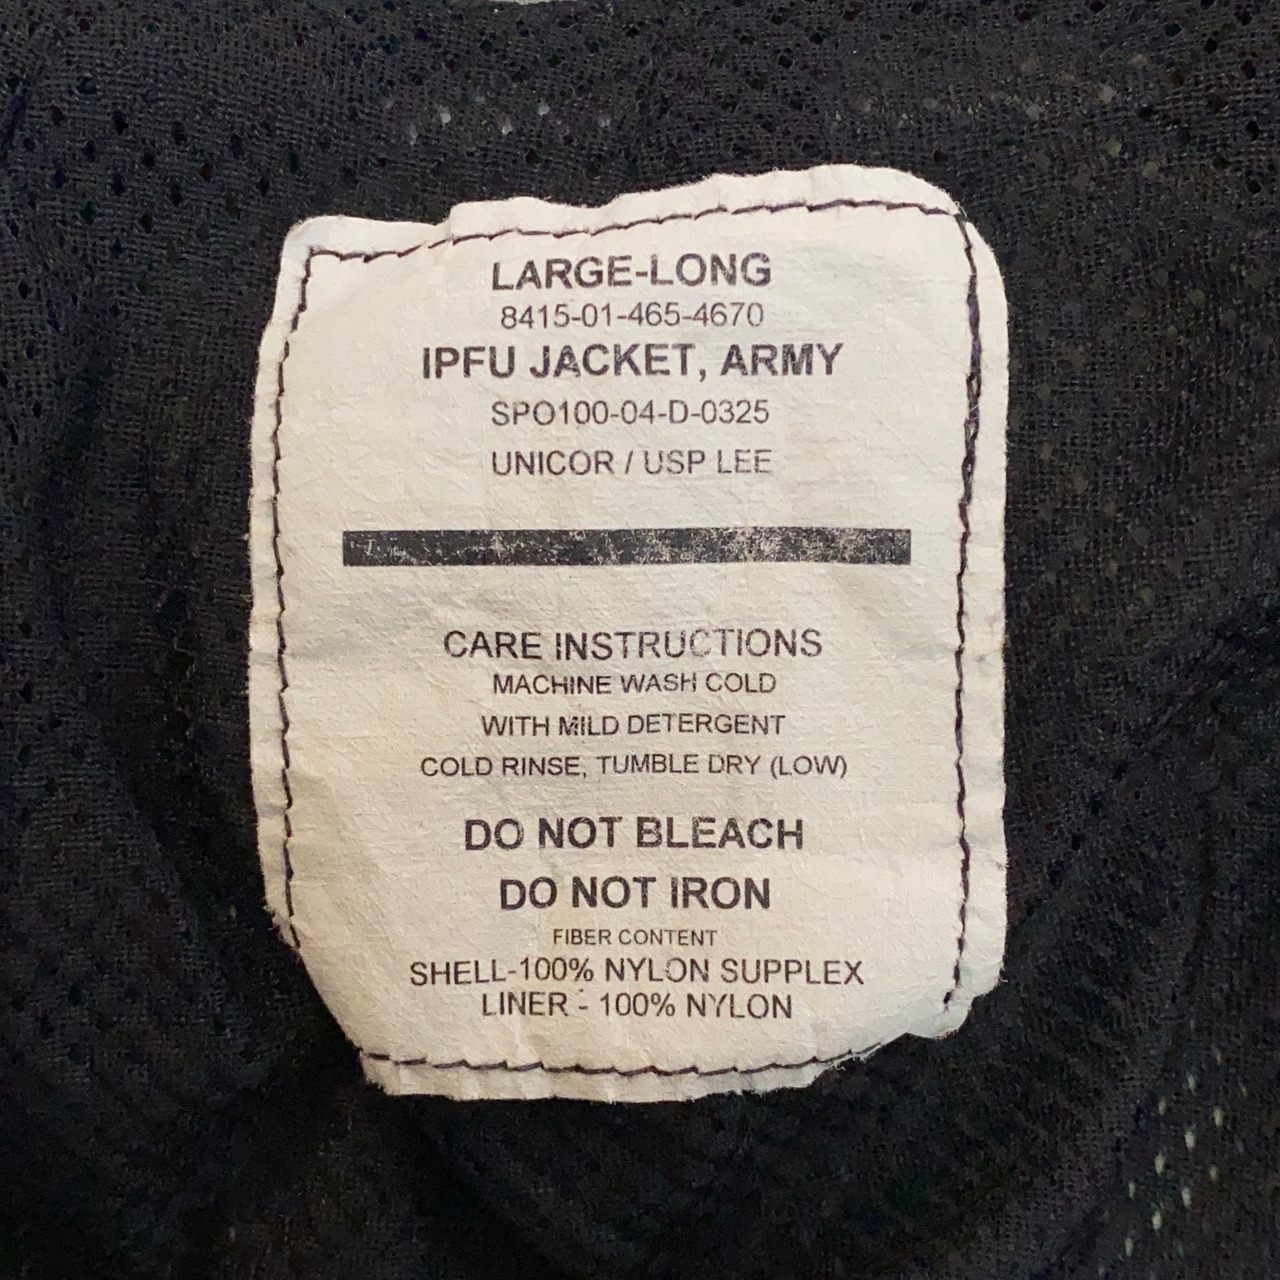 LARGE-LONG
8415-01-465-4670
IPFU JACKET, ARMY
SPO100-04-D-0325
UNICOR / USP LEE
CARE INSTRUCTIONS
MACHINE WASH COLD
WITH MILD DETERGENT
COLD RINSE, TUMBLE DRY (LOW)
DO NOT BLEACH
DO NOT IRON
FIBER CONTENT
SHELL-100% NYLON SUPPLEX
LINER - 100% NYLON